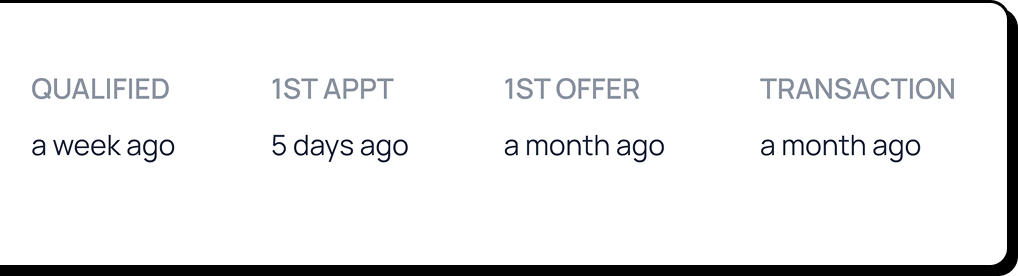 QUALIFIED 1ST APPT 1ST OFFER TRANSACTION
a week ago 5 days ago a month ago a month ago